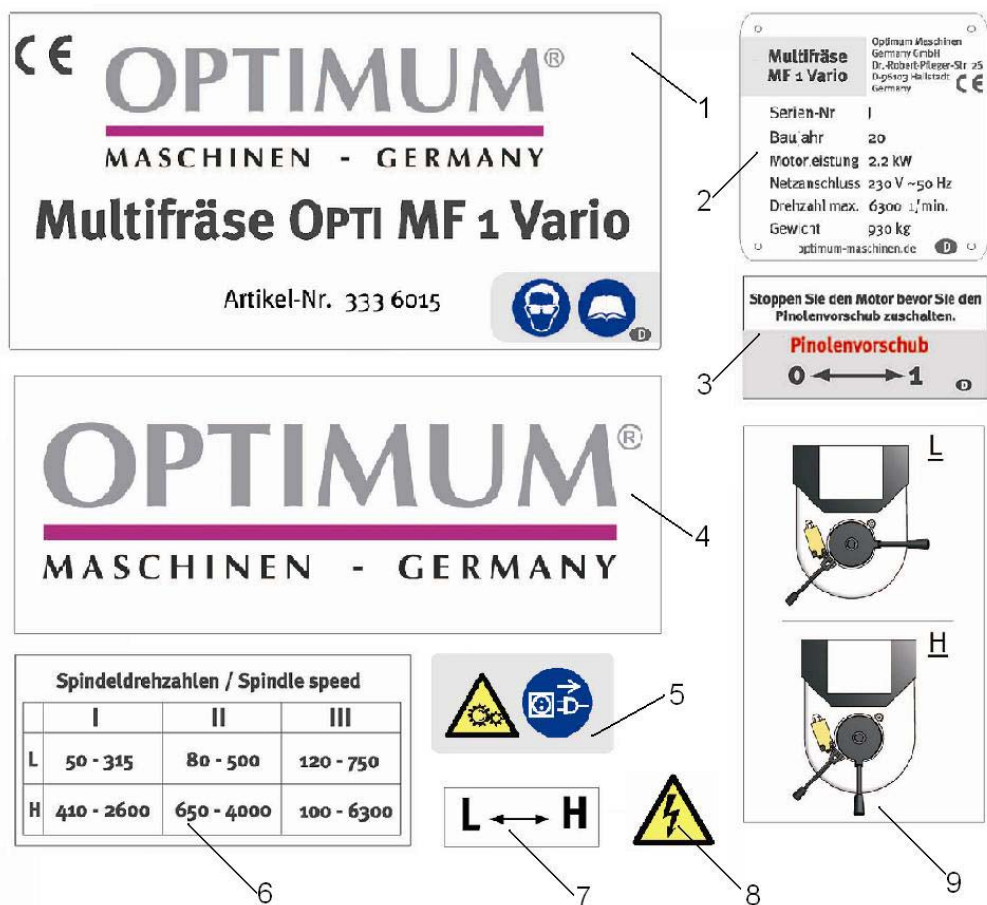 CE
OPTIMUM®
MASCHINEN - GERMANY
Multifräse OPTI MF 1 Vario
Artikel-Nr. 333 6015
D
1
Multifräse
MF 1 Vario
Optimum Maschinen
Germany GmbH
Dr.-Robert-Pfleger-Str 26
D-96103 Hallstadt
Germany
CE
Serien-Nr
Baujahr 20
Motorleistung 2,2 kW
Netzanschluss 230 V ~50 Hz
Drehzahl max. 6300 1/min.
Gewicht 930 kg
optimum-maschinen.de D
2
Stoppen Sie den Motor bevor Sie den
Pinolenvorschub zuschalten.
Pinolenvorschub
0 1
D
3
OPTIMUM®
MASCHINEN - GERMANY
4
L
H
9
Spindeldrehzahlen / Spindle speed
I II III
L 50 - 315 80 - 500 120 - 750
H 410 - 2600 650 - 4000 100 - 6300
6
5
L H
7
8